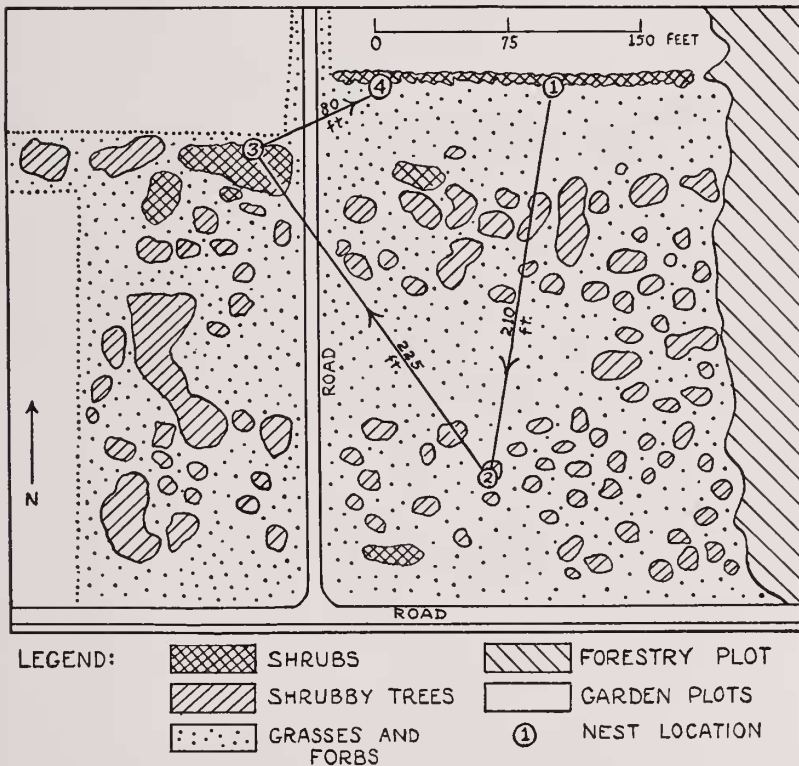 0 75 150 FEET
4 1
80 ft
3
210 ft.
225 ft
ROAD
N
2
ROAD
LEGEND:
SHRUBS FORESTRY PLOT
SHRUBBY TREES GARDEN PLOTS
GRASSES AND FORBS 1 NEST LOCATION